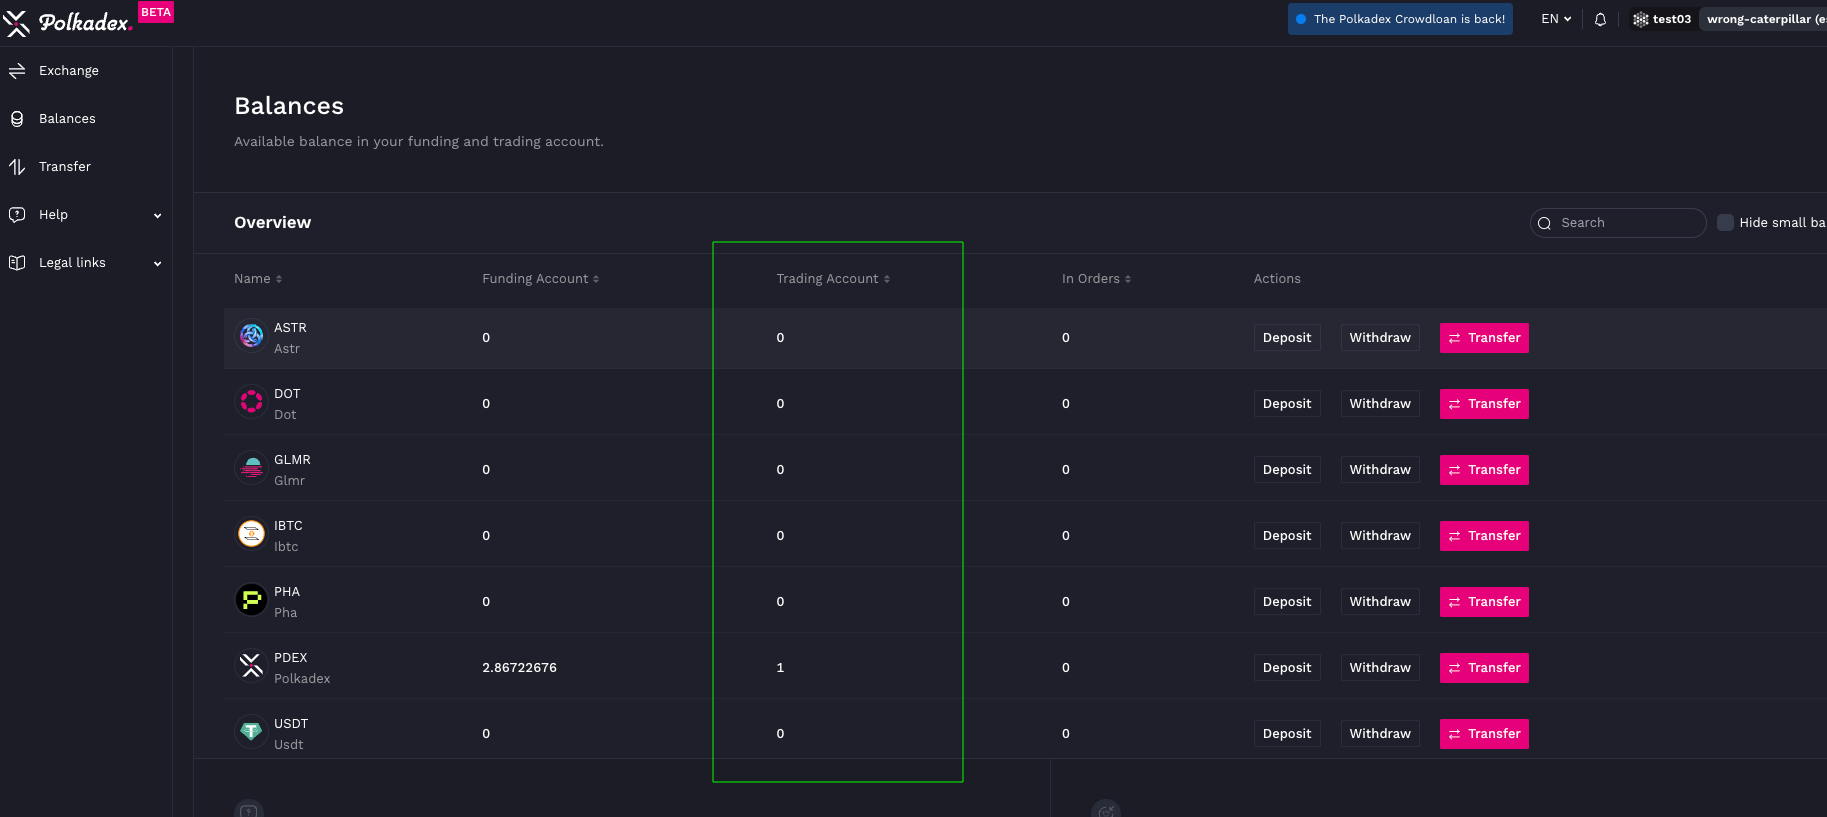 Polkadex. BETA
The Polkadex Crowdloan is back! EN test03 wrong-caterpillar (e
Exchange
Balances
Transfer
Help
Legal links
Balances
Available balance in your funding and trading account.
Overview Search Hide small ba
Name Funding Account Trading Account In Orders Actions
ASTR
Astr
0 0 0 Deposit Withdraw Transfer
DOT
Dot
0 0 0 Deposit Withdraw Transfer
GLMR
Glmr
0 0 0 Deposit Withdraw Transfer
IBTC
Ibtc
0 0 0 Deposit Withdraw Transfer
PHA
Pha
0 0 0 Deposit Withdraw Transfer
PDEX
Polkadex
2.86722676 1 0 Deposit Withdraw Transfer
USDT
Usdt
0 0 0 Deposit Withdraw Transfer